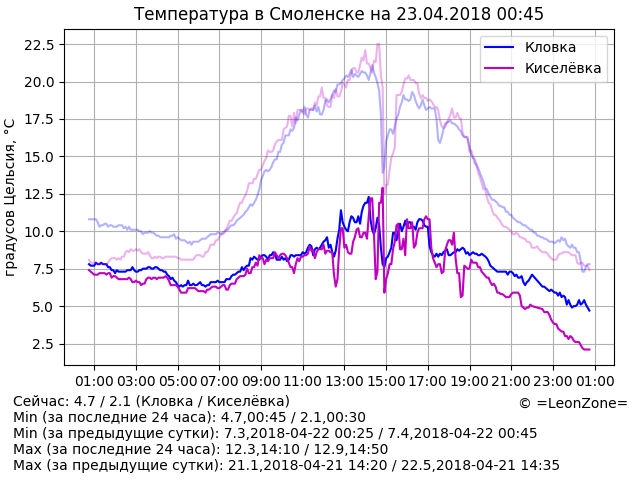 Температура в Смоленске на 23.04.2018 00:45
Кловка
Киселёвка
градусов Цельсия, °С
22.5
20.0
17.5
15.0
12.5
10.0
7.5
5.0
2.5
01:00 03:00 05:00 07:00 09:00 11:00 13:00 15:00 17:00 19:00 21:00 23:00 01:00
Сейчас: 4.7 / 2.1 (Кловка / Киселёвка)
© =LeonZone=
Min (за последние 24 часа): 4.7,00:45 / 2.1,00:30
Min (за предыдущие сутки): 7.3,2018-04-22 00:25 / 7.4,2018-04-22 00:45
Max (за последние 24 часа): 12.3,14:10 / 12.9,14:50
Max (за предыдущие сутки): 21.1,2018-04-21 14:20 / 22.5,2018-04-21 14:35